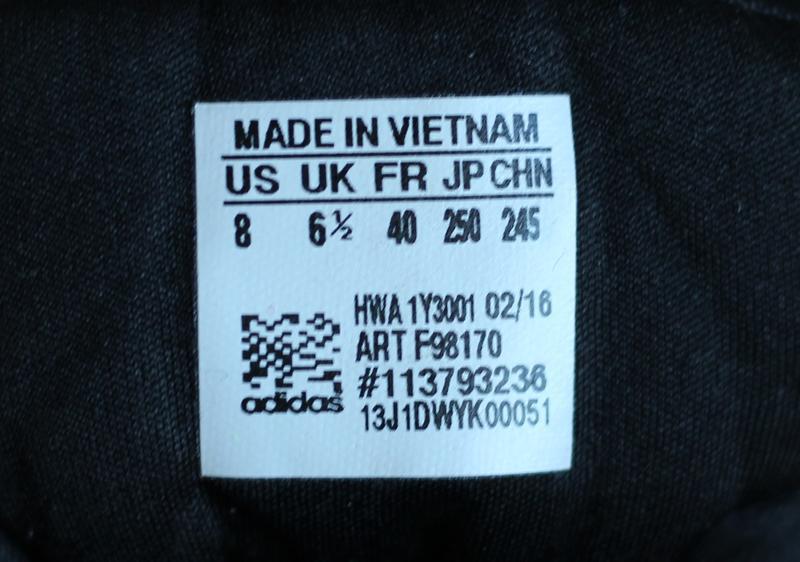 MADE IN VIETNAM
US UK FR JP CHN
8 6½ 40 250 245
HWA 1Y3001 02/16
ART F98170
#113793236
adidas 13J1DWYK00051